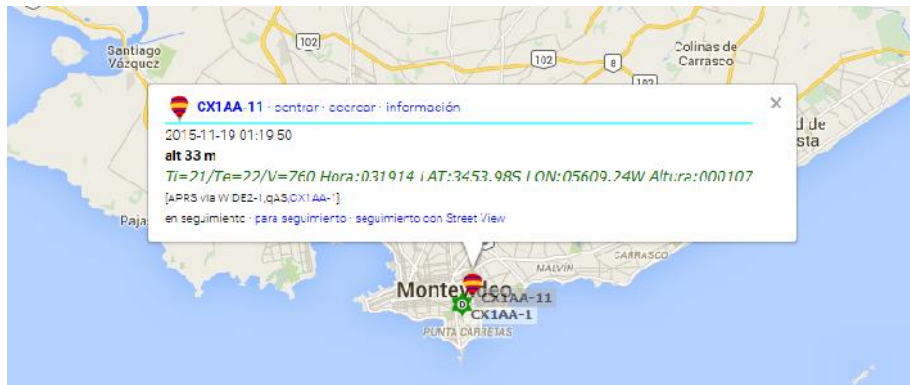 Santiago
Vázquez
102
102
8
102
Colinas de
Carrasco
CX1AA-11 · centrar · acercar · información
×
2015-11-19 01:19:50
alt 33 m
Ti=21/Te=22/V=760 Hora:031914 LAT:3453.98S LON:05609.24W Altura:000107
[APRS via WIDE2-1,qAS,CX1AA-1]
en seguimiento · para seguimiento · seguimiento con Street View
d de
sta
Paja
CARRASCO
MALVIN
Montevideo
CX1AA-11
D
CX1AA-1
PUNTA CARRETAS